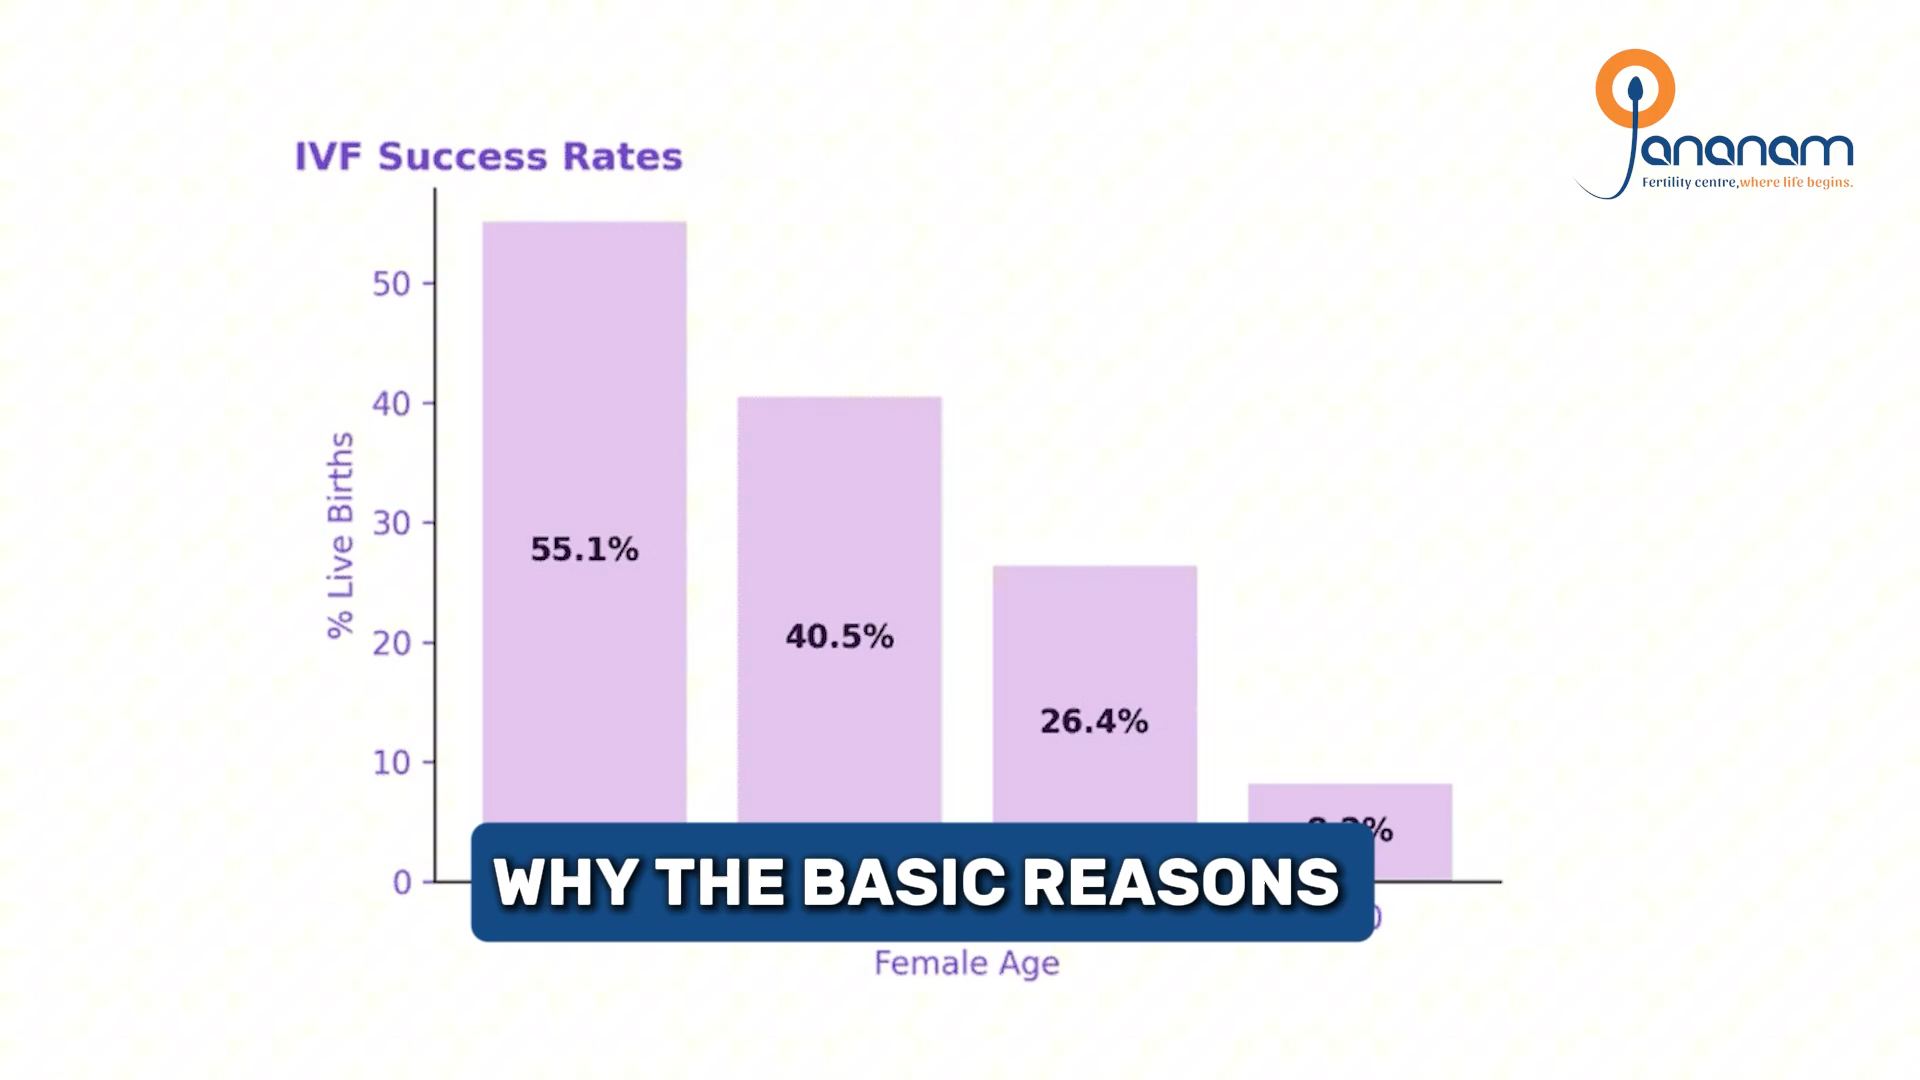 Jananam
Fertility centre,where life begins.
IVF Success Rates
50
40
30
20
10
0
% Live Births
55.1%
40.5%
26.4%
WHY THE BASIC REASONS
Female Age